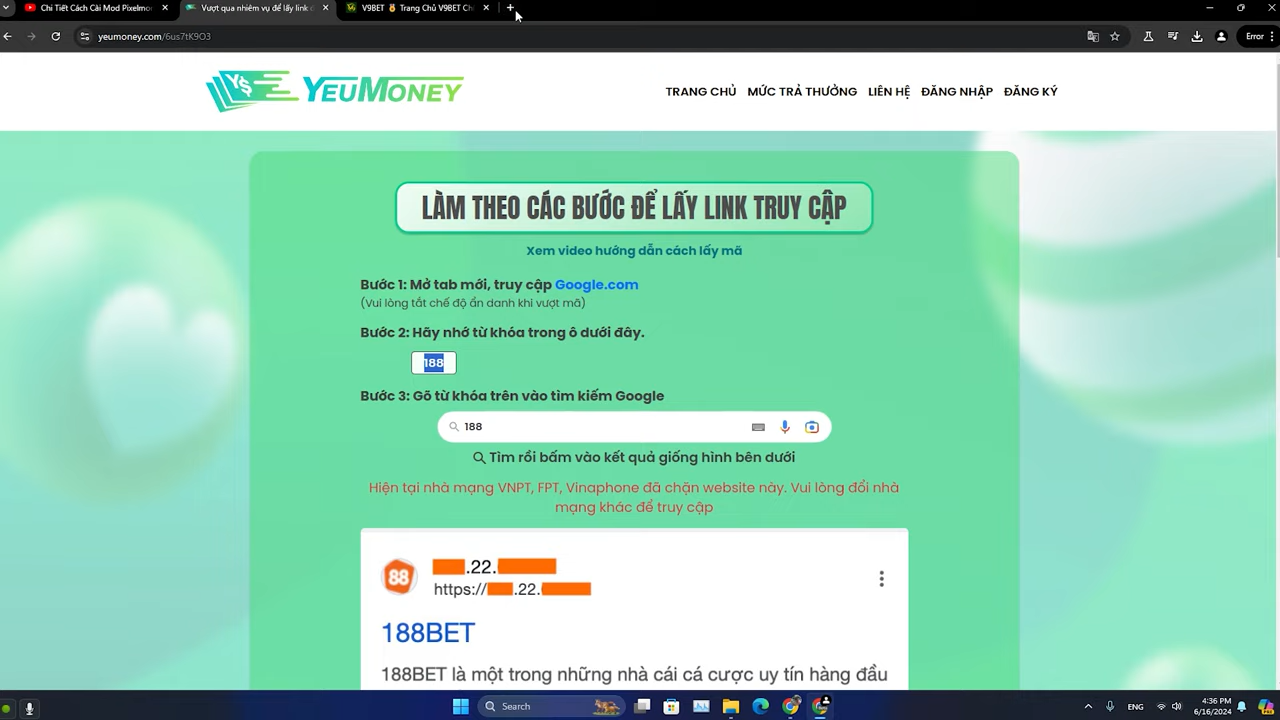 Chi Tiết Cách Cài Mod Pixelmo
Vượt qua nhiệm vụ để lấy link đ
V9BET 🏅 Trang Chủ V9BET Ch
yeumoney.com/6us7tK9O3
Error
Y$ YEUMONEY
TRANG CHỦ MỨC TRẢ THƯỞNG LIÊN HỆ ĐĂNG NHẬP ĐĂNG KÝ
LÀM THEO CÁC BƯỚC ĐỂ LẤY LINK TRUY CẬP
Xem video hướng dẫn cách lấy mã
Bước 1: Mở tab mới, truy cập Google.com
(Vui lòng tắt chế độ ẩn danh khi vượt mã)
Bước 2: Hãy nhớ từ khóa trong ô dưới đây.
188
Bước 3: Gõ từ khóa trên vào tìm kiếm Google
188
Tìm rồi bấm vào kết quả giống hình bên dưới
Hiện tại nhà mạng VNPT, FPT, Vinaphone đã chặn website này. Vui lòng đổi nhà
mạng khác để truy cập
88
.22.
https:// .22.
188BET
188BET là một trong những nhà cái cá cược uy tín hàng đầu
Search
ENG
4:36 PM
6/16/2024